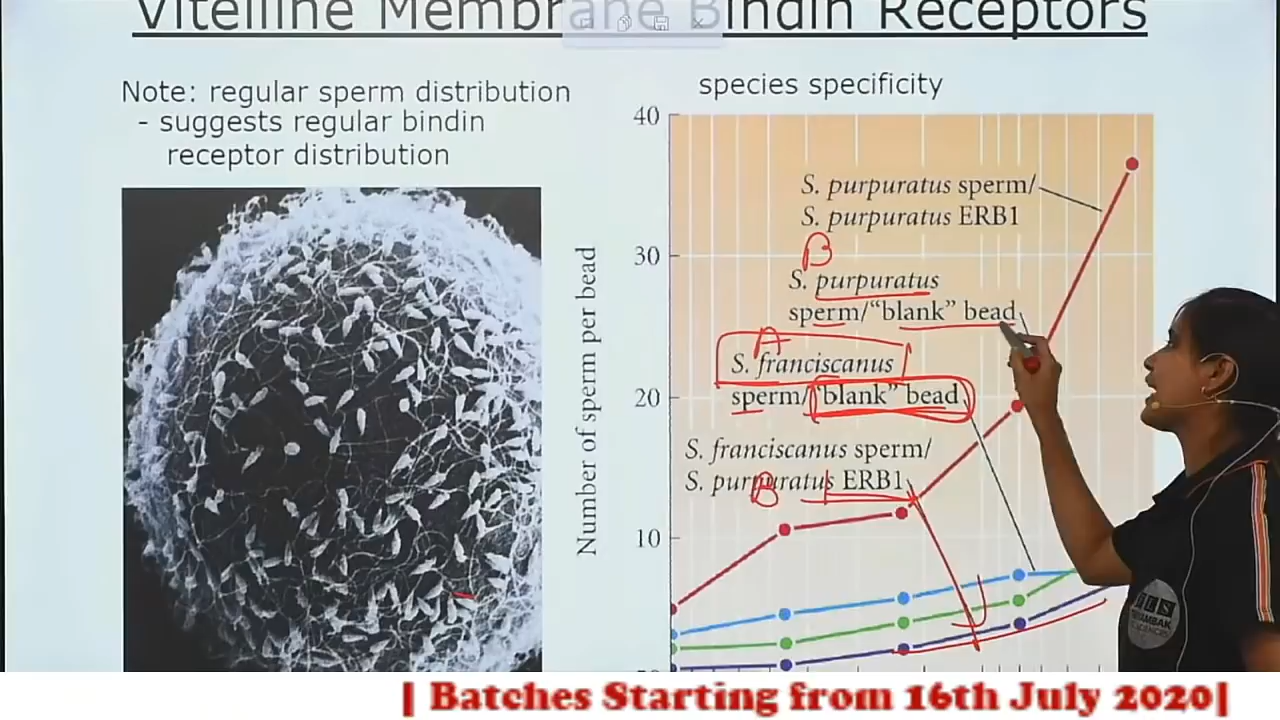 Vitelline Membrane Bindin Receptors
Note: regular sperm distribution
- suggests regular bindin
receptor distribution
species specificity
Number of sperm per bead
40
30
20
10
S. purpuratus sperm/
S. purpuratus ERB1
B
S. purpuratus
sperm/“blank” bead
A
S. franciscanus
sperm/“blank” bead
S. franciscanus sperm/
S. purpuratus ERB1
B
| Batches Starting from 16th July 2020|